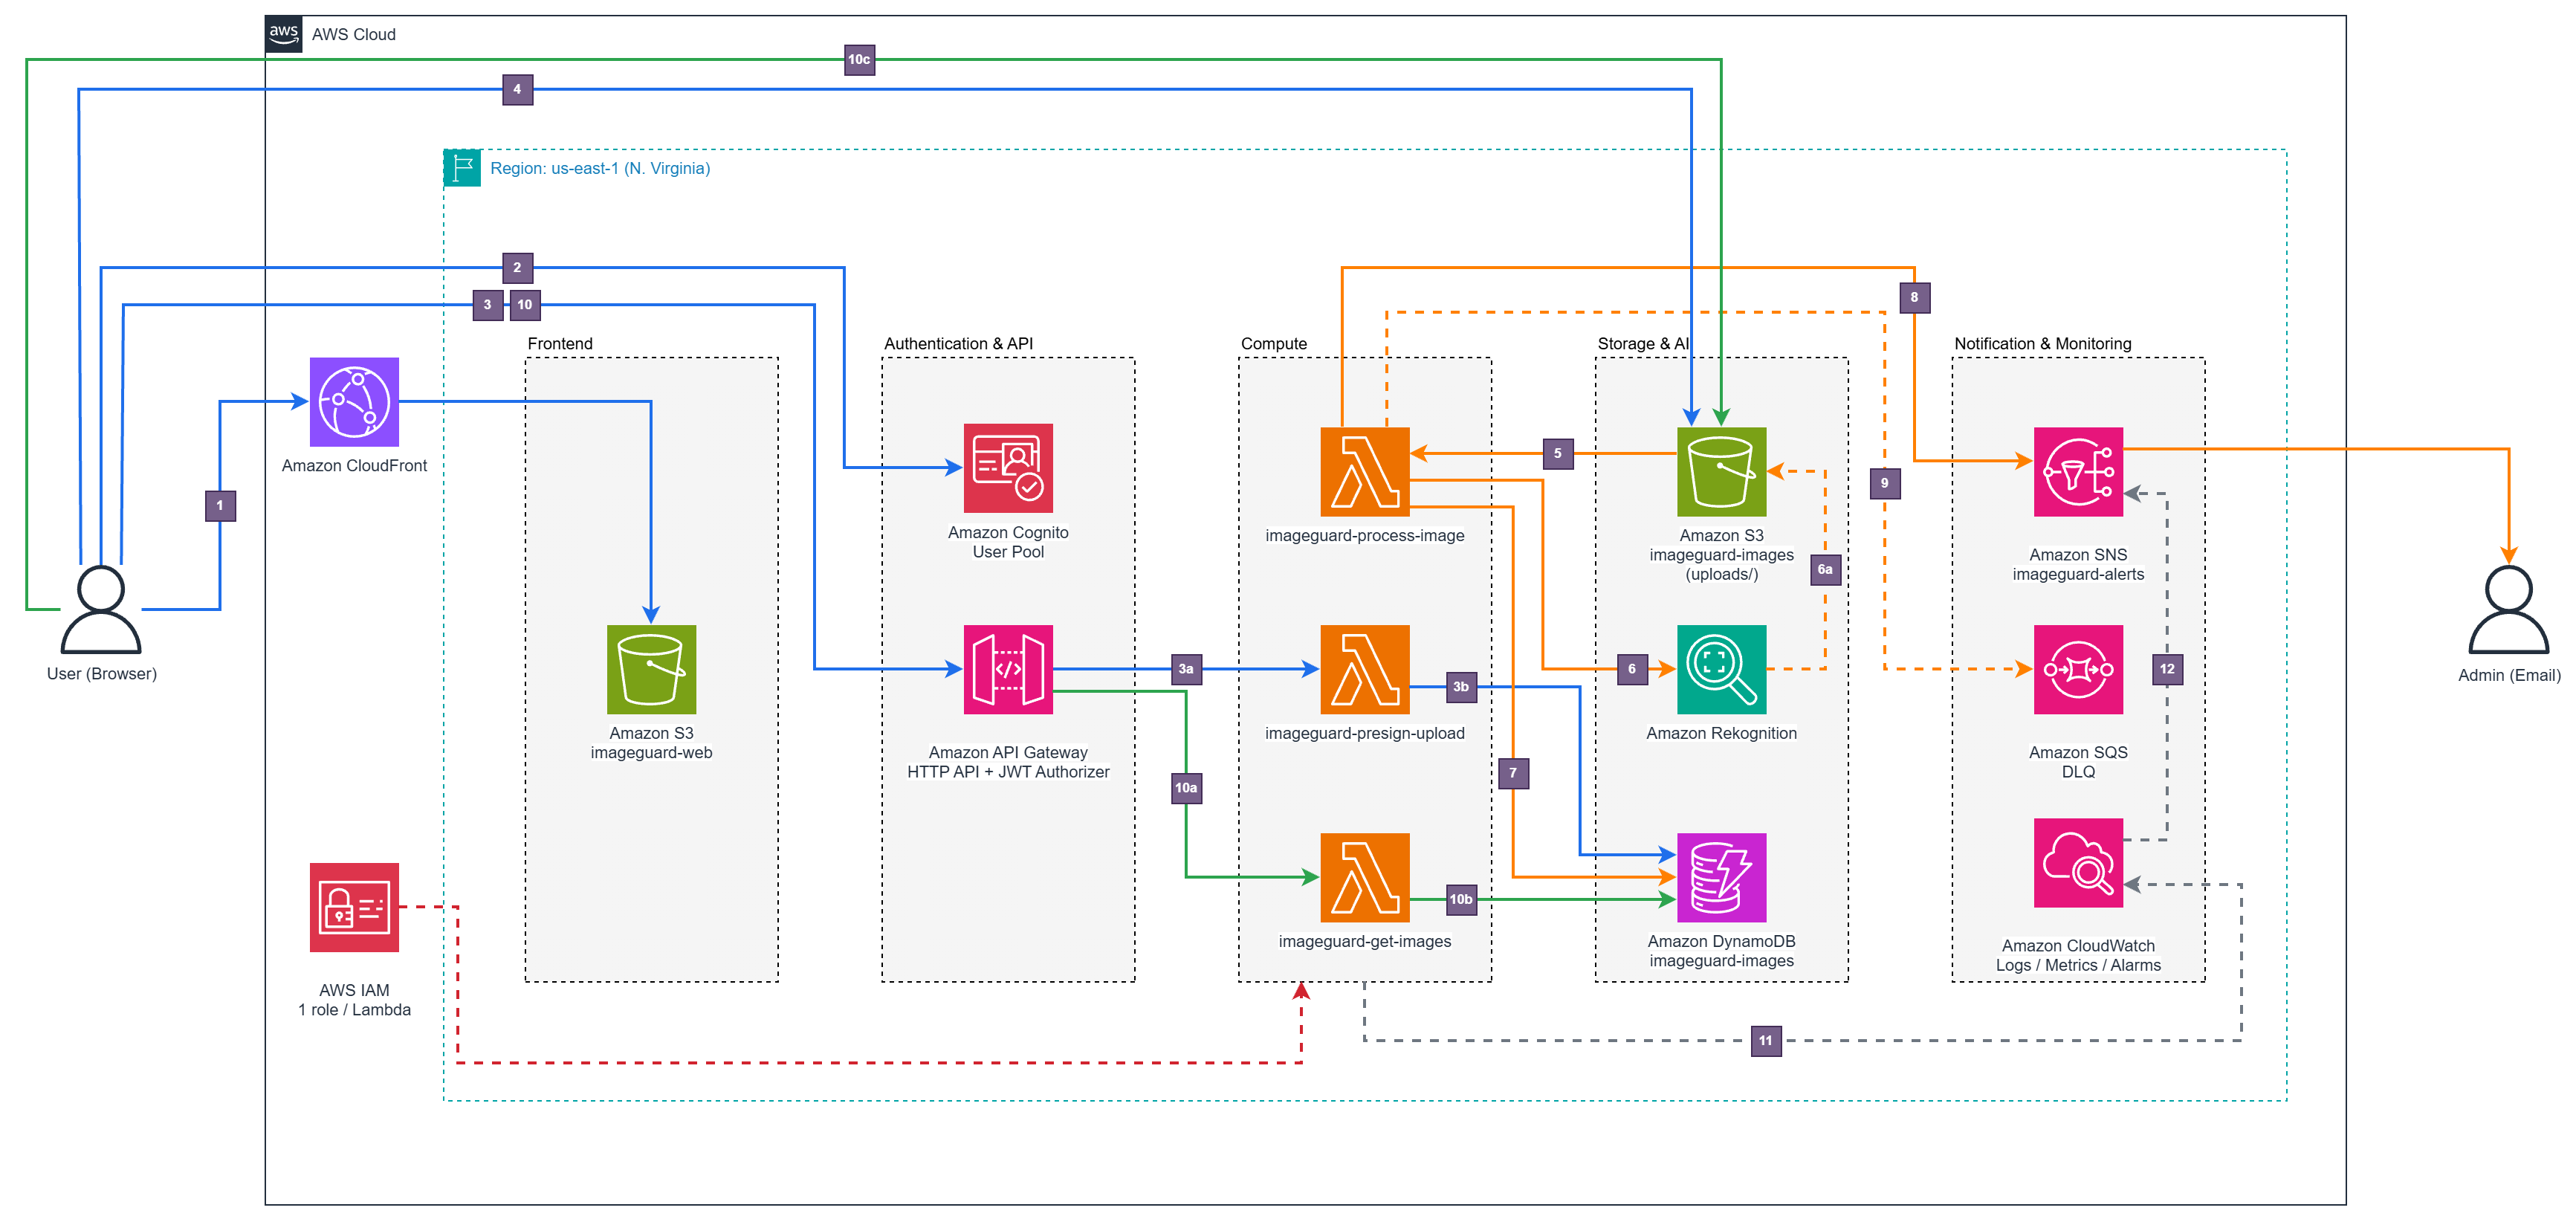 aws
AWS Cloud
10c
4
Region: us-east-1 (N. Virginia)
2
3
10
8
Frontend
Authentication & API
Compute
Storage & AI
Notification & Monitoring
Amazon CloudFront
1
5
9
Amazon Cognito
User Pool
imageguard-process-image
Amazon S3
imageguard-images
(uploads/)
6a
Amazon SNS
imageguard-alerts
User (Browser)
3a
3b
6
12
Admin (Email)
Amazon S3
imageguard-web
Amazon API Gateway
HTTP API + JWT Authorizer
imageguard-presign-upload
Amazon Rekognition
Amazon SQS
DLQ
10a
7
10b
imageguard-get-images
Amazon DynamoDB
imageguard-images
Amazon CloudWatch
Logs / Metrics / Alarms
AWS IAM
1 role / Lambda
11